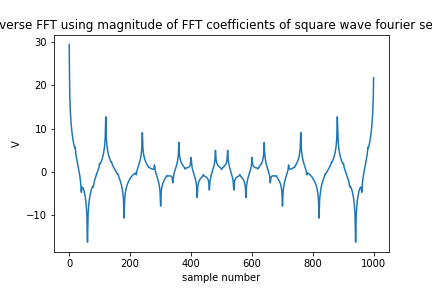 verse FFT using magnitude of FFT coefficients of square wave fourier se
30
20
10
0
−10
V
0 200 400 600 800 1000
sample number